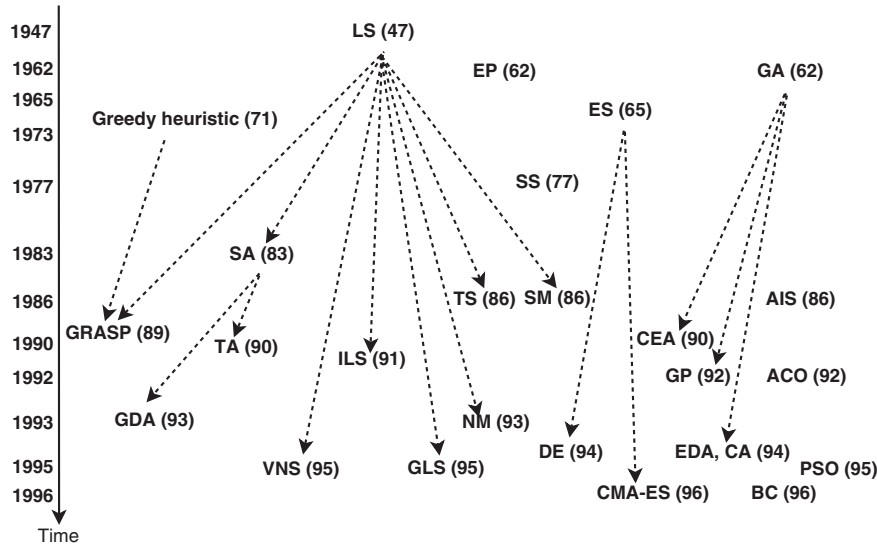 1947
LS (47)
1962
EP (62)
GA (62)
1965
ES (65)
Greedy heuristic (71)
1973
1977
SS (77)
1983
SA (83)
1986
TS (86)
SM (86)
AIS (86)
GRASP (89)
1990
TA (90)
CEA (90)
ILS (91)
1992
GP (92)
ACO (92)
1993
GDA (93)
NM (93)
DE (94)
EDA, CA (94)
1995
VNS (95)
GLS (95)
PSO (95)
1996
CMA-ES (96)
BC (96)
Time